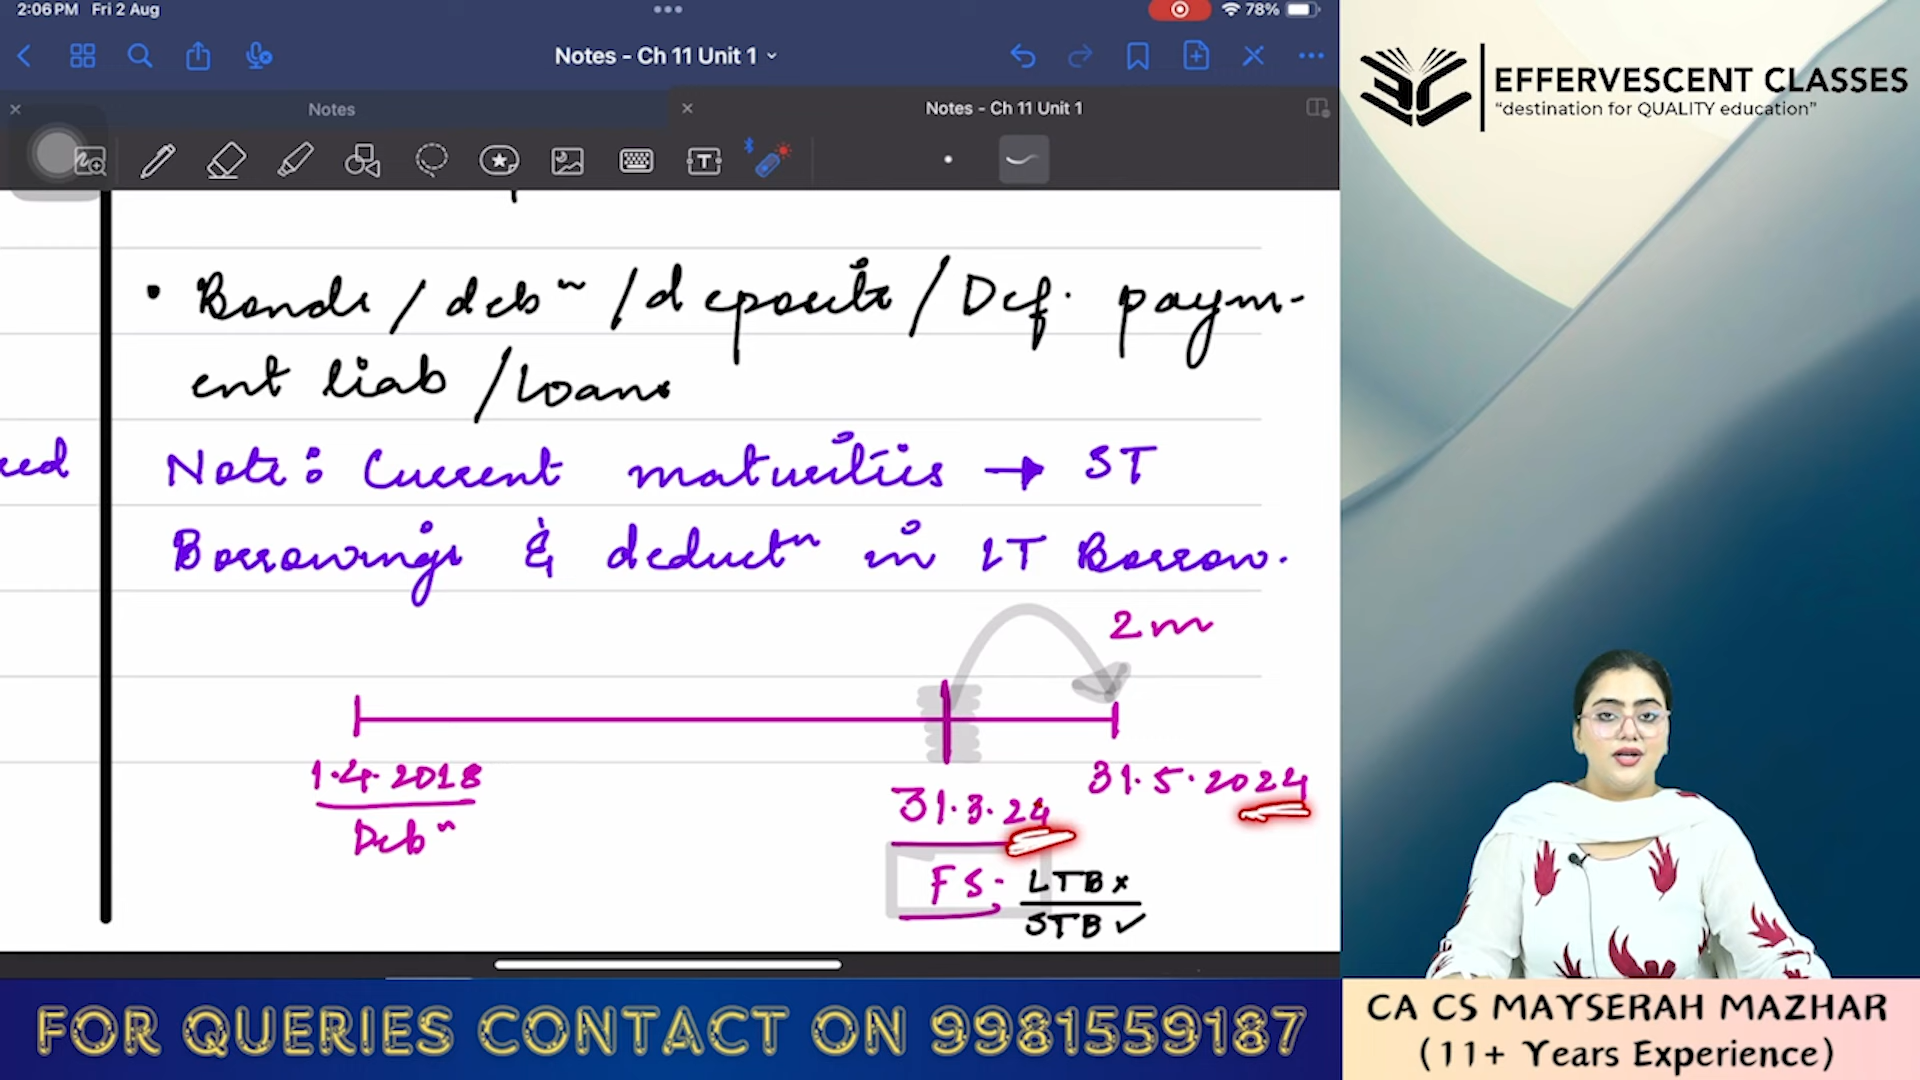 2:06 PM Fri 2 Aug
78%
Notes - Ch 11 Unit 1
Notes
Notes - Ch 11 Unit 1
• Bonds / debⁿ / deposits / Def. paym-
ent liab / Loans
Note: Current maturities → ST
Borrowings & deductⁿ in LT Borrow.
2m
1.4.2018
Debⁿ
31.3.24
31.5.2024
FS.
LTB x
STB ✓
EFFERVESCENT CLASSES
"destination for QUALITY education"
FOR QUERIES CONTACT ON 9981559187
CA CS MAYSERAH MAZHAR
(11+ Years Experience)